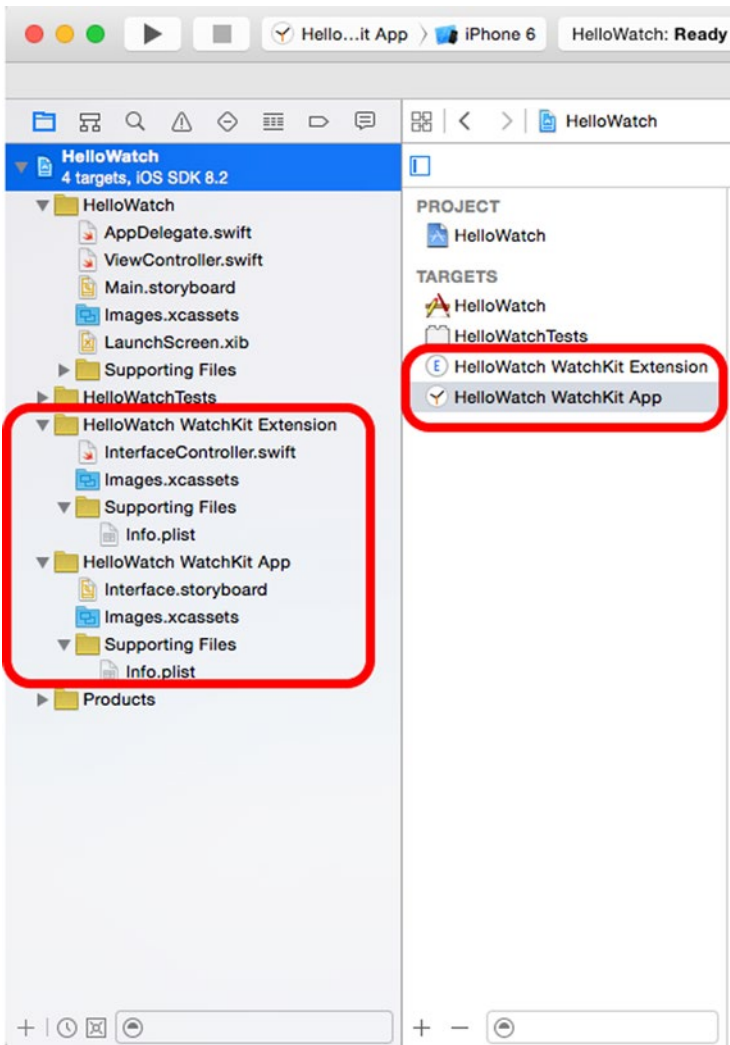 Hello...it App
iPhone 6
HelloWatch: Ready
HelloWatch
HelloWatch
4 targets, iOS SDK 8.2
HelloWatch
AppDelegate.swift
ViewController.swift
Main.storyboard
Images.xcassets
LaunchScreen.xib
Supporting Files
HelloWatchTests
HelloWatch WatchKit Extension
InterfaceController.swift
Images.xcassets
Supporting Files
Info.plist
HelloWatch WatchKit App
Interface.storyboard
Images.xcassets
Supporting Files
Info.plist
Products
PROJECT
HelloWatch
TARGETS
HelloWatch
HelloWatchTests
E HelloWatch WatchKit Extension
HelloWatch WatchKit App